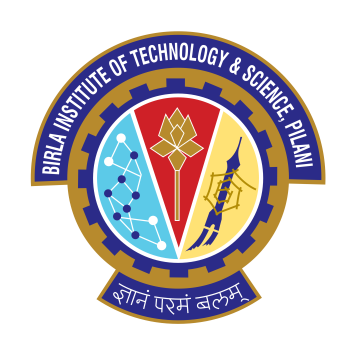 BIRLA INSTITUTE OF TECHNOLOGY & SCIENCE, PILANI
ज्ञानं परमं बलम्